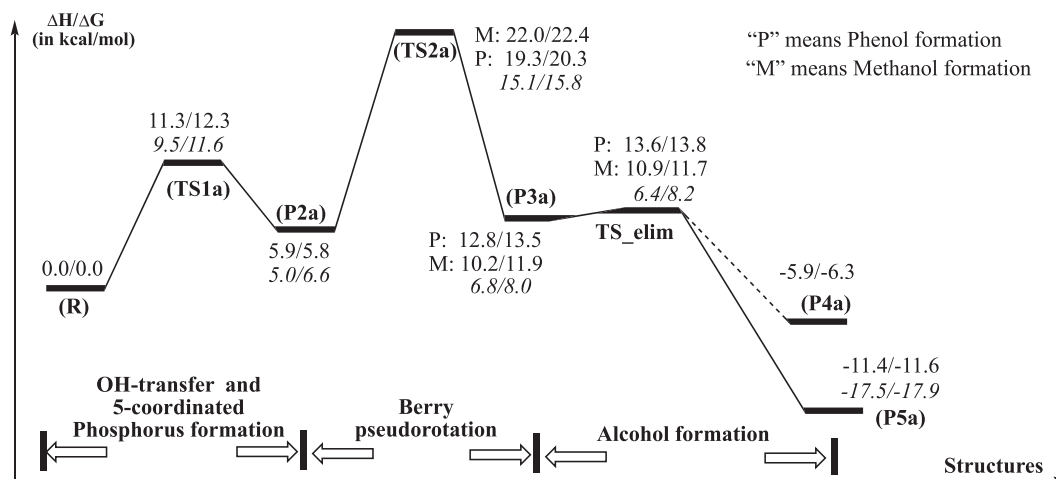 ΔH/ΔG
(in kcal/mol)
"P" means Phenol formation
"M" means Methanol formation
(TS2a)
M: 22.0/22.4
P: 19.3/20.3
15.1/15.8
11.3/12.3
9.5/11.6
(TS1a)
(P2a)
5.9/5.8
5.0/6.6
0.0/0.0
(R)
(P3a)
P: 12.8/13.5
M: 10.2/11.9
6.8/8.0
P: 13.6/13.8
M: 10.9/11.7
6.4/8.2
TS_elim
-5.9/-6.3
(P4a)
-11.4/-11.6
-17.5/-17.9
(P5a)
OH-transfer and
5-coordinated
Phosphorus formation
Berry
pseudorotation
Alcohol formation
Structures